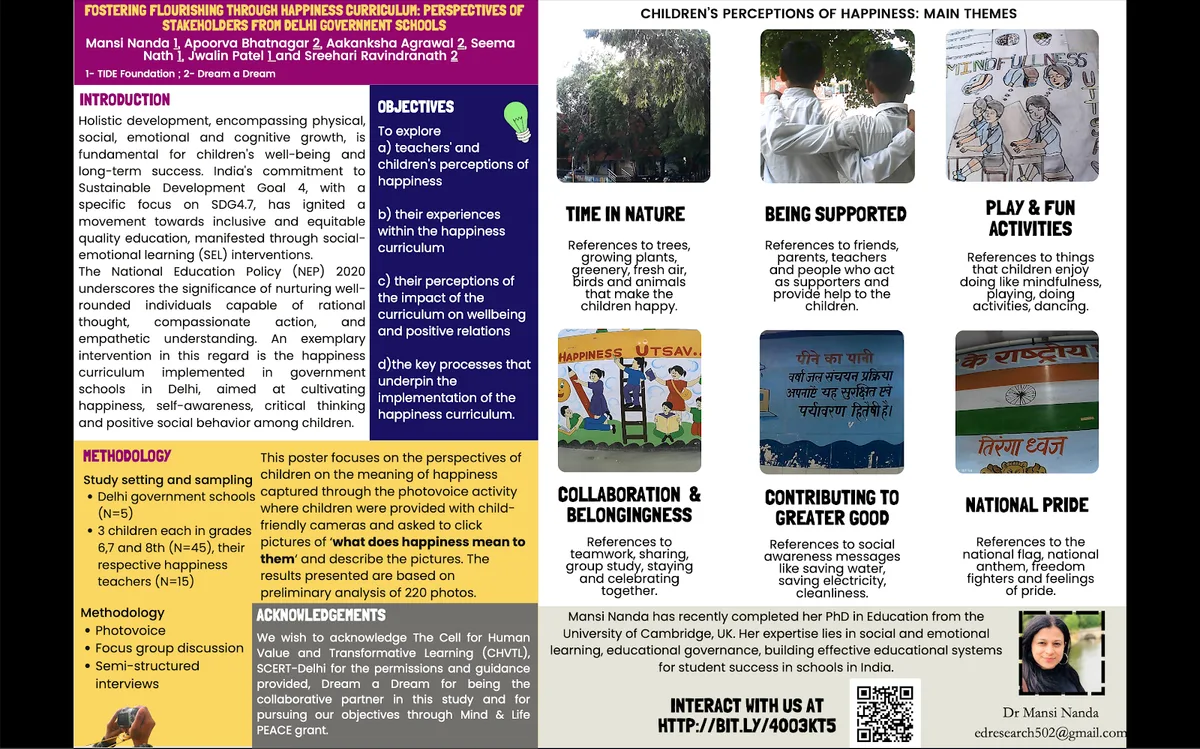 FOSTERING FLOURISHING THROUGH HAPPINESS CURRICULUM: PERSPECTIVES OF
STAKEHOLDERS FROM DELHI GOVERNMENT SCHOOLS
Mansi Nanda 1, Apoorva Bhatnagar 2, Aakanksha Agrawal 2, Seema
Nath 1, Jwalin Patel 1 and Sreehari Ravindranath 2
1- TIDE Foundation ; 2- Dream a Dream
INTRODUCTION
Holistic development, encompassing physical,
social, emotional and cognitive growth, is
fundamental for children's well-being and
long-term success. India's commitment to
Sustainable Development Goal 4, with a
specific focus on SDG4.7, has ignited a
movement towards inclusive and equitable
quality education, manifested through social-
emotional learning (SEL) interventions.
The National Education Policy (NEP) 2020
underscores the significance of nurturing well-
rounded individuals capable of rational
thought, compassionate action, and
empathetic understanding. An exemplary
intervention in this regard is the happiness
curriculum implemented in government
schools in Delhi, aimed at cultivating
happiness, self-awareness, critical thinking
and positive social behavior among children.
OBJECTIVES
To explore
a) teachers' and
children's perceptions of
happiness
b) their experiences
within the happiness
curriculum
c) their perceptions of
the impact of the
curriculum on wellbeing
and positive relations
d)the key processes that
underpin the
implementation of the
happiness curriculum.
METHODOLOGY
Study setting and sampling
• Delhi government schools
(N=5)
• 3 children each in grades
6,7 and 8th (N=45), their
respective happiness
teachers (N=15)
Methodology
• Photovoice
• Focus group discussion
• Semi-structured
interviews
This poster focuses on the perspectives of
children on the meaning of happiness
captured through the photovoice activity
where children were provided with child-
friendly cameras and asked to click
pictures of 'what does happiness mean to
them' and describe the pictures. The
results presented are based on
preliminary analysis of 220 photos.
ACKNOWLEDGEMENTS
We wish to acknowledge The Cell for Human
Value and Transformative Learning (CHVTL),
SCERT-Delhi for the permissions and guidance
provided, Dream a Dream for being the
collaborative partner in this study and for
pursuing our objectives through Mind & Life
PEACE grant.
CHILDREN'S PERCEPTIONS OF HAPPINESS: MAIN THEMES
MINDFULLNESS
TIME IN NATURE
References to trees,
growing plants,
greenery, fresh air,
birds and animals
that make the
children happy.
BEING SUPPORTED
References to friends,
parents, teachers
and people who act
as supporters and
provide help to the
children.
PLAY & FUN
ACTIVITIES
References to things
that children enjoy
doing like mindfulness,
playing, doing
activities, dancing.
HAPPINESS UTSAV..
पीने का पानी
वर्षा जल संचयन प्रक्रिया
अपनाएं यह सुरक्षित एवं
पर्यावरण हितैषी है।
के राष्ट्रीय
तिरंगा ध्वज
COLLABORATION &
BELONGINGNESS
References to
teamwork, sharing,
group study, staying
and celebrating
together.
CONTRIBUTING TO
GREATER GOOD
References to social
awareness messages
like saving water,
saving electricity,
cleanliness.
NATIONAL PRIDE
References to the
national flag, national
anthem, freedom
fighters and feelings
of pride.
Mansi Nanda has recently completed her PhD in Education from the
University of Cambridge, UK. Her expertise lies in social and emotional
learning, educational governance, building effective educational systems
for student success in schools in India.
INTERACT WITH US AT
HTTP://BIT.LY/4003KT5
Dr Mansi Nanda
edresearch502@gmail.com